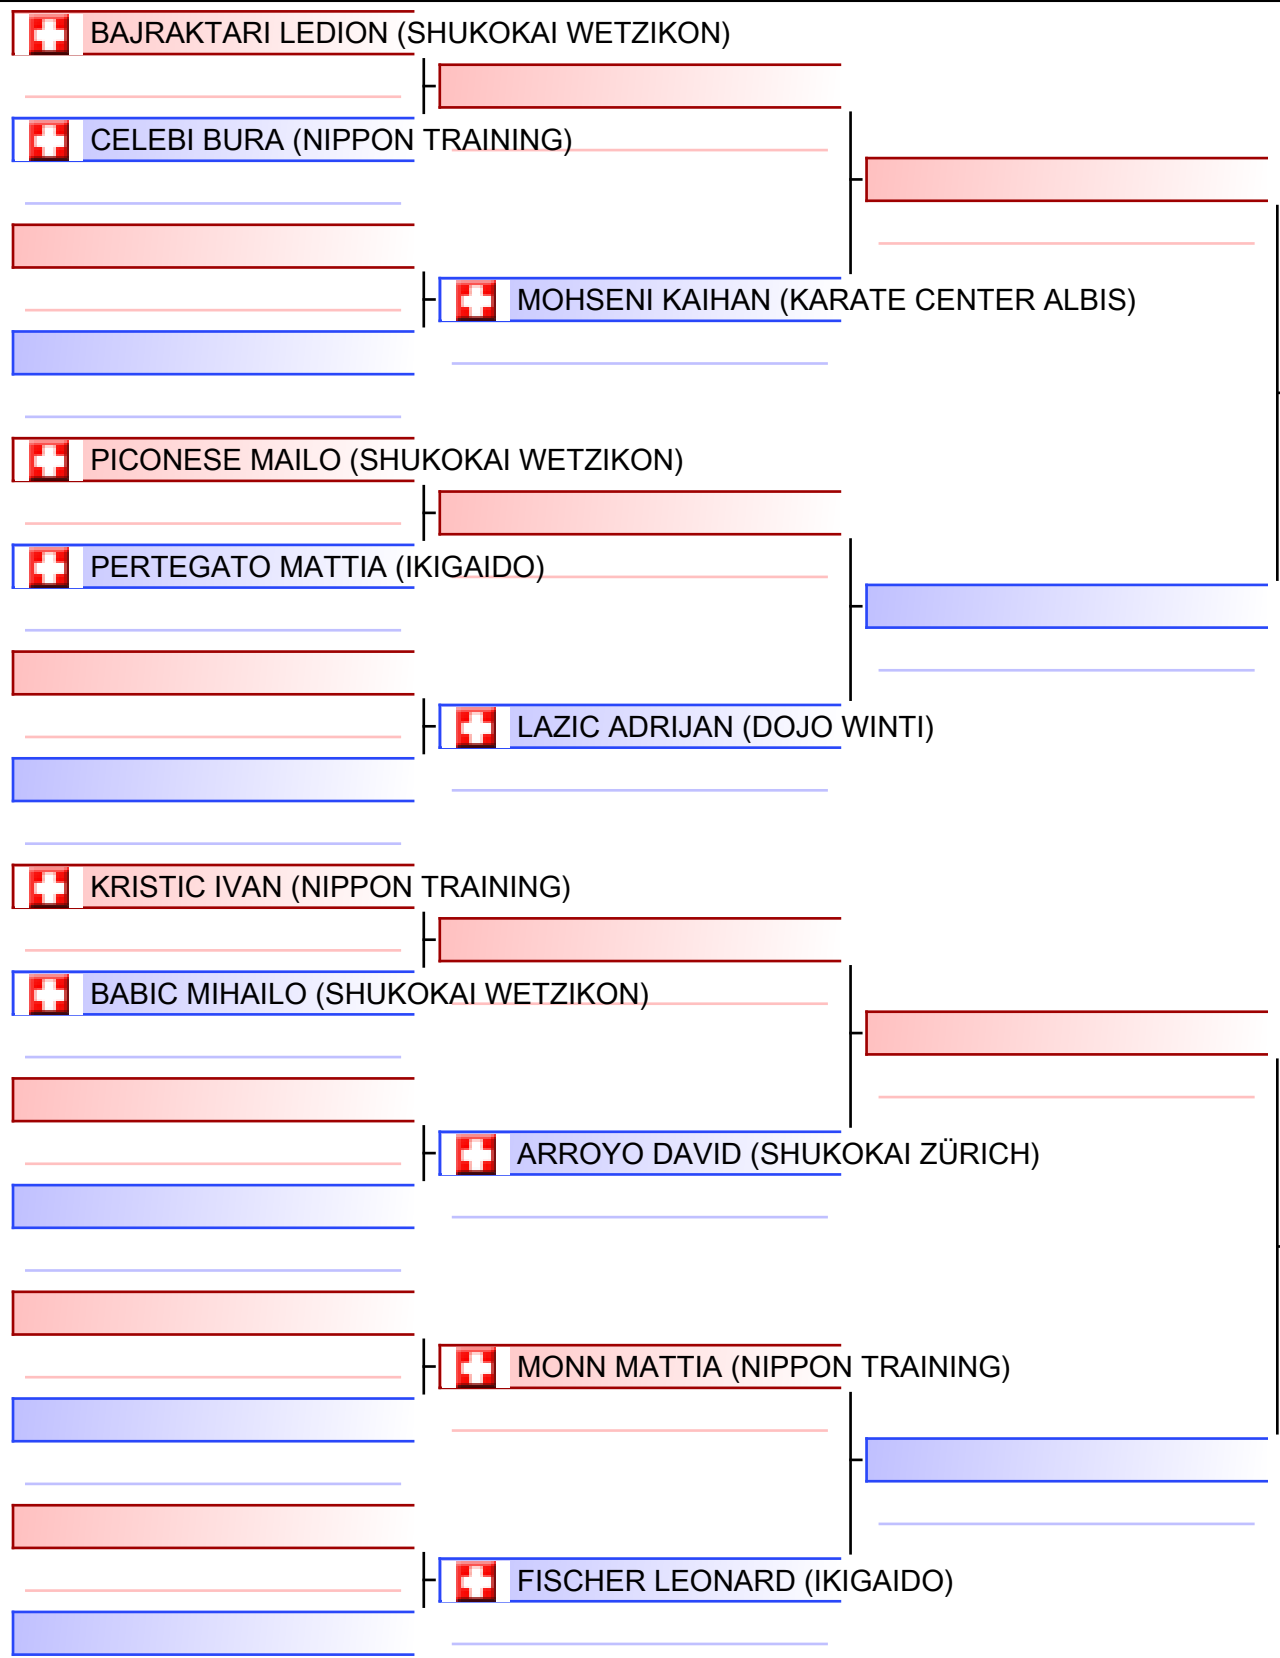 BAJRAKTARI LEDION (SHUKOKAI WETZIKON)
CELEBI BURA (NIPPON TRAINING)
MOHSENI KAIHAN (KARATE CENTER ALBIS)
PICONESE MAILO (SHUKOKAI WETZIKON)
PERTEGATO MATTIA (IKIGAIDO)
LAZIC ADRIJAN (DOJO WINTI)
KRISTIC IVAN (NIPPON TRAINING)
BABIC MIHAILO (SHUKOKAI WETZIKON)
ARROYO DAVID (SHUKOKAI ZÜRICH)
MONN MATTIA (NIPPON TRAINING)
FISCHER LEONARD (IKIGAIDO)